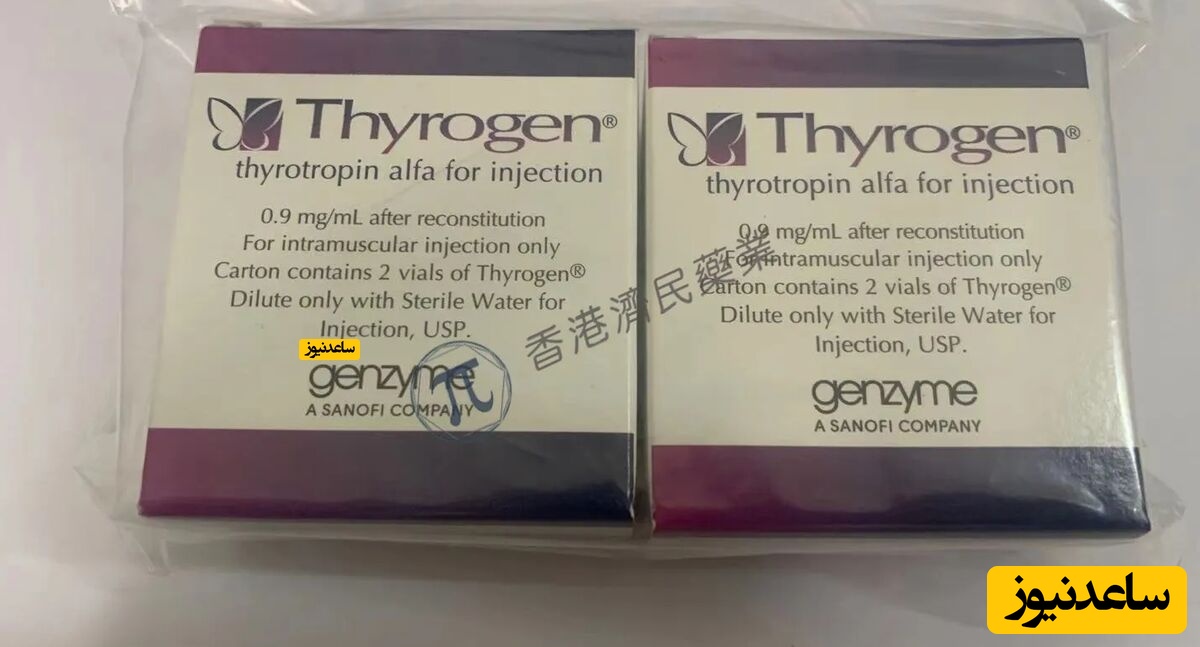 Thyrogen®
thyrotropin alfa for injection
0.9 mg/mL after reconstitution
For intramuscular injection only
Carton contains 2 vials of Thyrogen®
Dilute only with Sterile Water for
Injection, USP.
ساعدنیوز
genzyme
A SANOFI COMPANY
π
香港濟民藥業
Thyrogen®
thyrotropin alfa for injection
0.9 mg/mL after reconstitution
For intramuscular injection only
Carton contains 2 vials of Thyrogen®
Dilute only with Sterile Water for
Injection, USP.
genzyme
A SANOFI COMPANY
ساعدنیوز